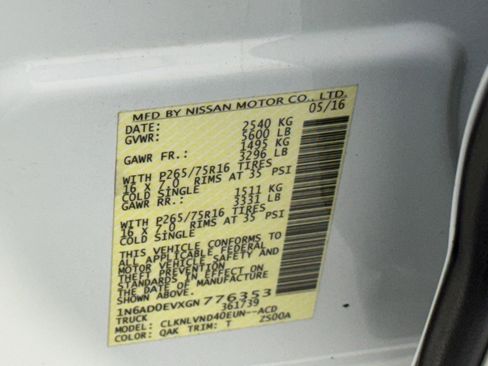 MFD BY NISSAN MOTOR CO., LTD.
DATE: 05/16
GVWR: 2540 KG
5600 LB
GAWR FR.: 1495 KG
3296 LB
WITH P265/75R16 TIRES
16 X 7.0 RIMS AT 35 PSI
COLD SINGLE
GAWR RR.: 1511 KG
3331 LB
WITH P265/75R16 TIRES
16 X 7.0 RIMS AT 35 PSI
COLD SINGLE
THIS VEHICLE CONFORMS TO
ALL APPLICABLE FEDERAL
MOTOR VEHICLE SAFETY AND
THEFT PREVENTION
STANDARDS IN EFFECT ON
THE DATE OF MANUFACTURE
SHOWN ABOVE.
1N6AD0EVXGN 776353
TRUCK 361739
MODEL: CLKNLVND40EUN--ACD
COLOR: QAK TRIM: T 2500A